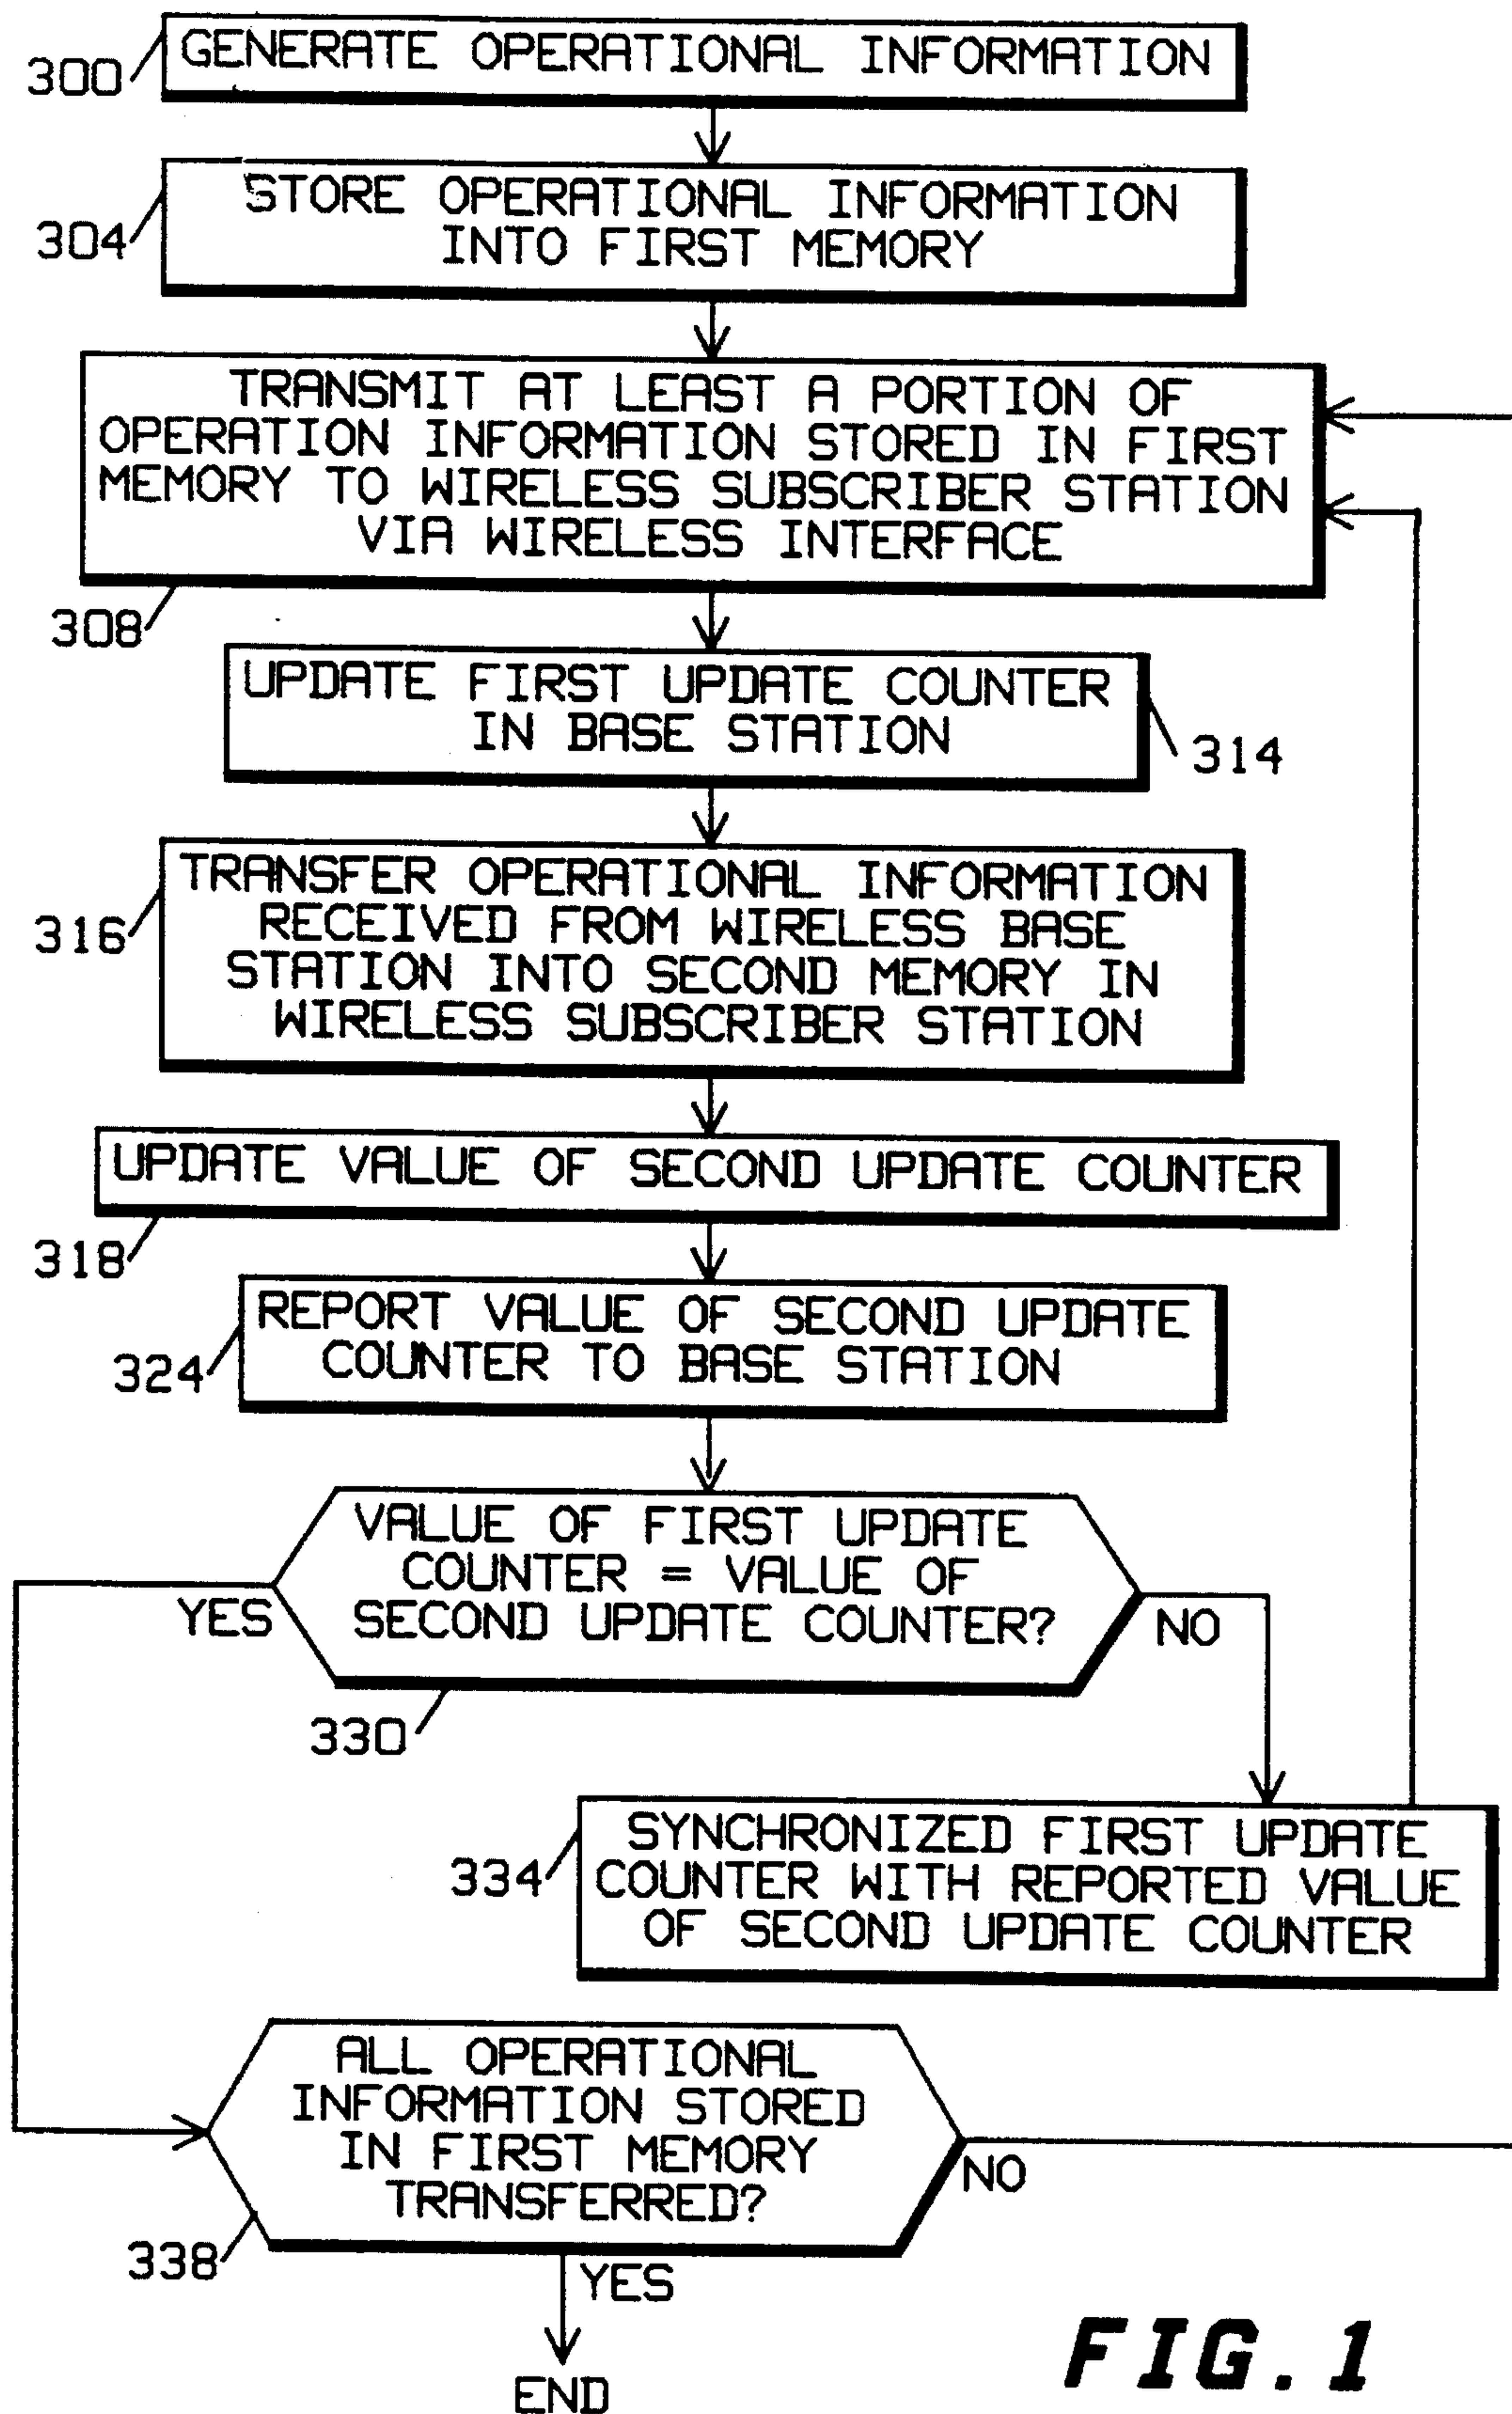 300
GENERATE OPERATIONAL INFORMATION
304
STORE OPERATIONAL INFORMATION
INTO FIRST MEMORY
TRANSMIT AT LEAST A PORTION OF
OPERATION INFORMATION STORED IN FIRST
MEMORY TO WIRELESS SUBSCRIBER STATION
VIA WIRELESS INTERFACE
308
UPDATE FIRST UPDATE COUNTER
IN BASE STATION
314
316
TRANSFER OPERATIONAL INFORMATION
RECEIVED FROM WIRELESS BASE
STATION INTO SECOND MEMORY IN
WIRELESS SUBSCRIBER STATION
UPDATE VALUE OF SECOND UPDATE COUNTER
318
REPORT VALUE OF SECOND UPDATE
COUNTER TO BASE STATION
324
VALUE OF FIRST UPDATE
COUNTER = VALUE OF
SECOND UPDATE COUNTER?
YES
NO
330
334
SYNCHRONIZED FIRST UPDATE
COUNTER WITH REPORTED VALUE
OF SECOND UPDATE COUNTER
ALL OPERATIONAL
INFORMATION STORED
IN FIRST MEMORY
TRANSFERRED?
NO
338
YES
END
FIG. 1